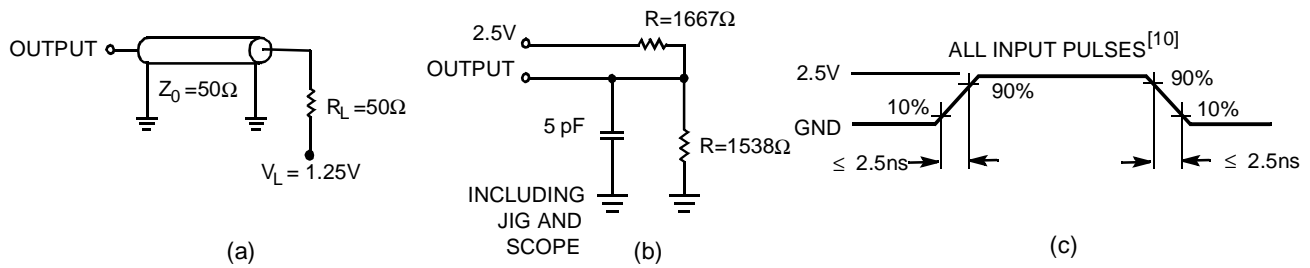 OUTPUT
Z0 = 50Ω
RL = 50Ω
VL = 1.25V
(a)
R=1667Ω
2.5V
OUTPUT
5 pF
R=1538Ω
INCLUDING
JIG AND
SCOPE
(b)
ALL INPUT PULSES[10]
2.5V
GND
10%
90%
90%
10%
≤ 2.5ns
≤ 2.5ns
(c)